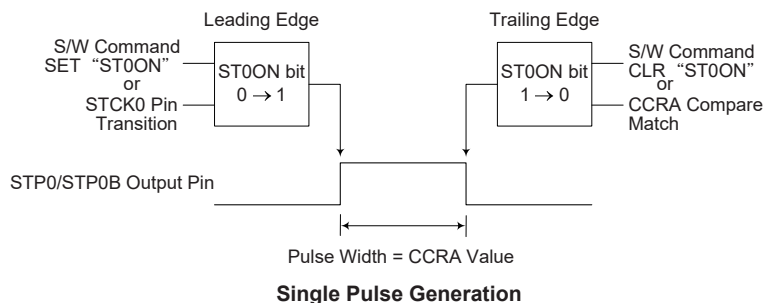 Leading Edge
Trailing Edge
S/W Command
SET “ST0ON”
or
STCK0 Pin
Transition
ST0ON bit
0 → 1
ST0ON bit
1 → 0
S/W Command
CLR “ST0ON”
or
CCRA Compare
Match
STP0/STP0B Output Pin
Pulse Width = CCRA Value
Single Pulse Generation